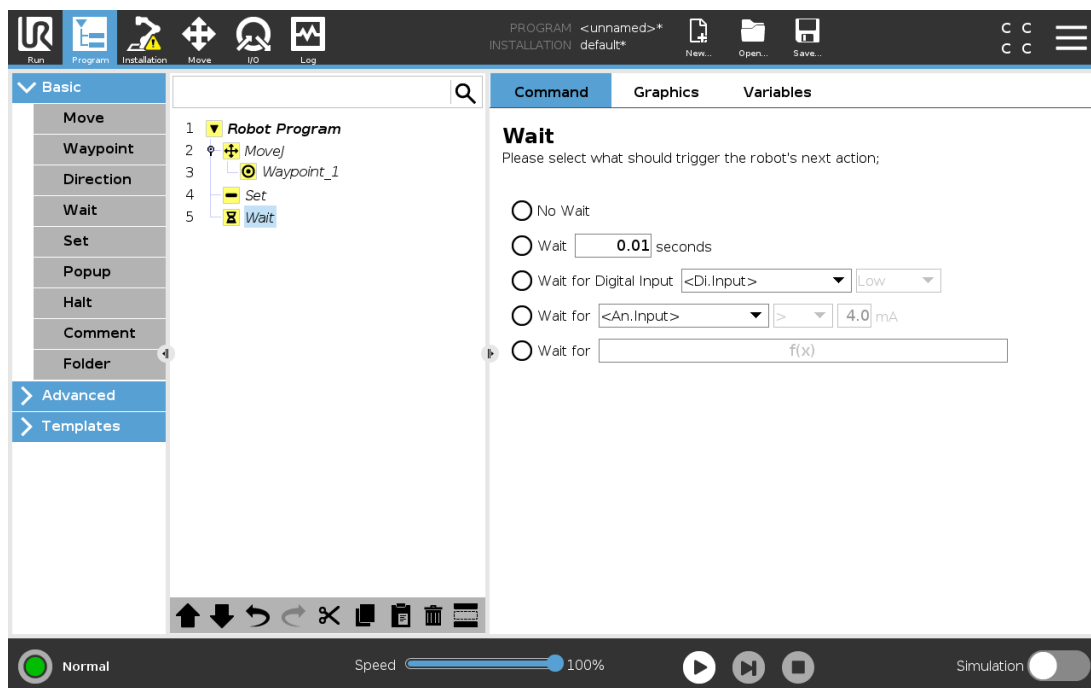 PROGRAM <unnamed>*
INSTALLATION default*
C C
C C
UR
Run Program Installation Move I/O Log New... Open... Save...
Basic
Move
Waypoint
Direction
Wait
Set
Popup
Halt
Comment
Folder
Advanced
Templates
1 Robot Program
2 MoveJ
3 Waypoint_1
4 Set
5 Wait
Command Graphics Variables
Wait
Please select what should trigger the robot's next action;
No Wait
Wait 0.01 seconds
Wait for Digital Input <Di.Input> Low
Wait for <An.Input> > 4.0 mA
Wait for f(x)
Normal Speed 100% Simulation